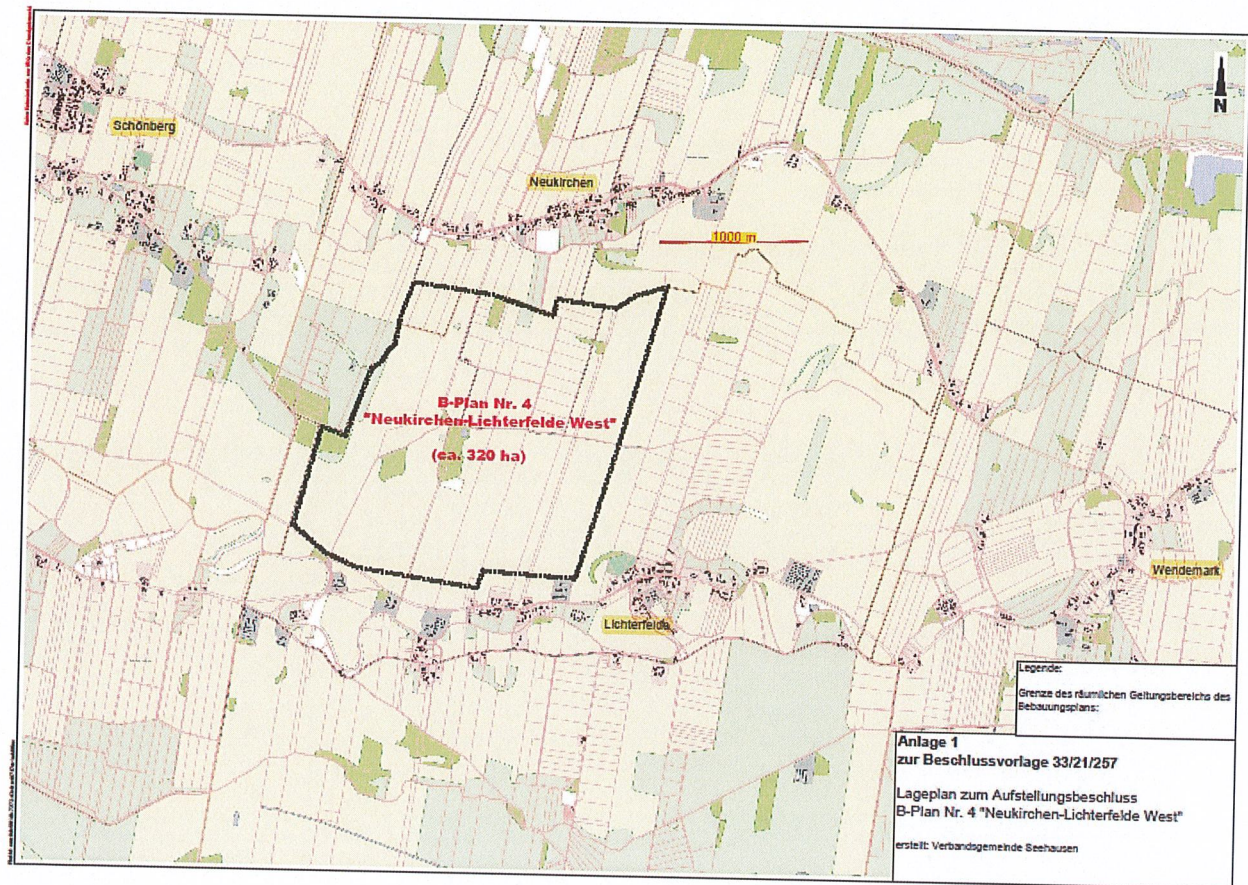 N
Schönberg
Neukirchen
1000 m
B-Plan Nr. 4
"Neukirchen-Lichterfelde West"
(ca. 320 ha)
Wendemark
Lichterfelde
Legende:
Grenze des räumlichen Geltungsbereichs des
Bebauungsplans:
Anlage 1
zur Beschlussvorlage 33/21/257
Lageplan zum Aufstellungsbeschluss
B-Plan Nr. 4 "Neukirchen-Lichterfelde West"
erstellt: Verbandsgemeinde Seehausen